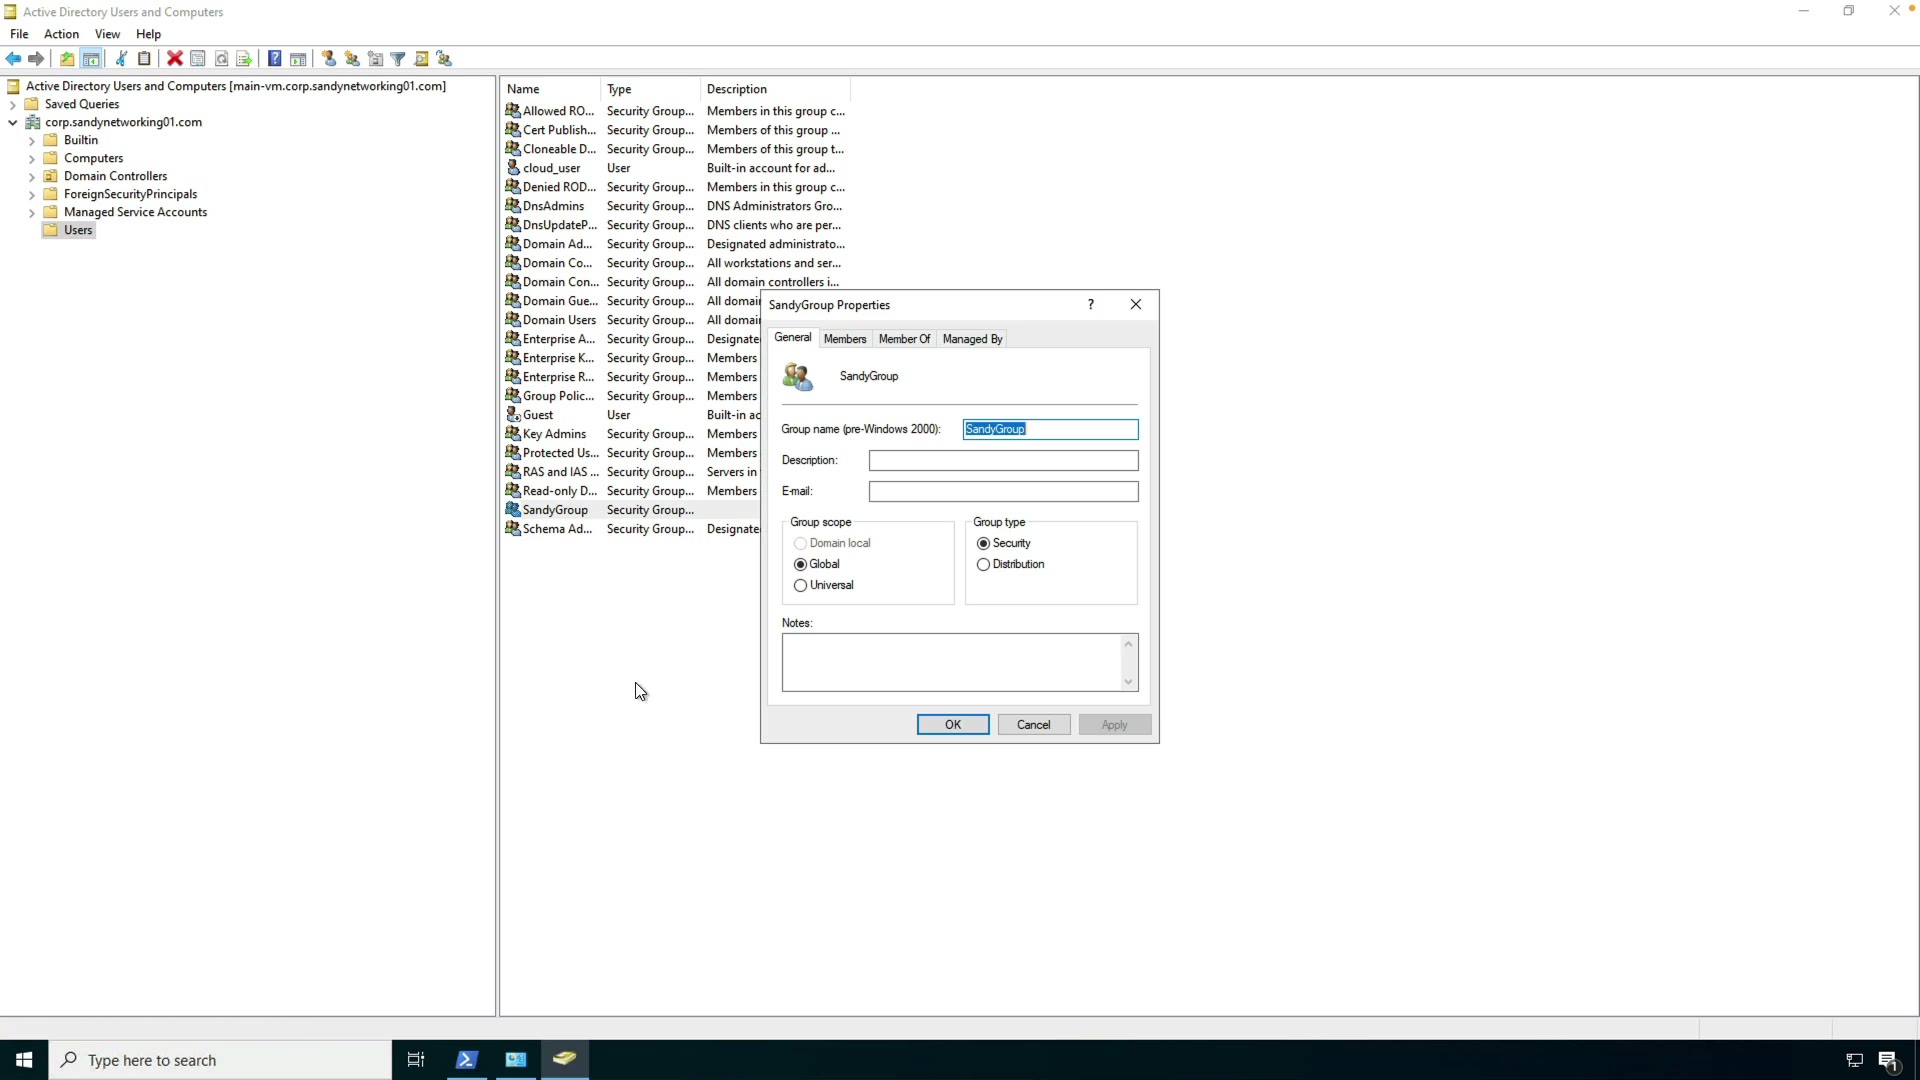 Active Directory Users and Computers
File Action View Help
Active Directory Users and Computers [main-vm.corp.sandynetworking01.com]
Saved Queries
corp.sandynetworking01.com
Builtin
Computers
Domain Controllers
ForeignSecurityPrincipals
Managed Service Accounts
Users
Name Type Description
Allowed RO... Security Group... Members in this group c...
Cert Publish... Security Group... Members of this group ...
Cloneable D... Security Group... Members of this group t...
cloud_user User Built-in account for ad...
Denied ROD... Security Group... Members in this group c...
DnsAdmins Security Group... DNS Administrators Gro...
DnsUpdateP... Security Group... DNS clients who are per...
Domain Ad... Security Group... Designated administrato...
Domain Co... Security Group... All workstations and ser...
Domain Con... Security Group... All domain controllers i...
Domain Gue... Security Group... All domai
Domain Users Security Group... All domai
Enterprise A... Security Group... Designate
Enterprise K... Security Group... Members
Enterprise R... Security Group... Members
Group Polic... Security Group... Members
Guest User Built-in ac
Key Admins Security Group... Members
Protected Us... Security Group... Members
RAS and IAS ... Security Group... Servers in
Read-only D... Security Group... Members
SandyGroup Security Group...
Schema Ad... Security Group... Designate
SandyGroup Properties
?
General Members Member Of Managed By
SandyGroup
Group name (pre-Windows 2000): SandyGroup
Description:
E-mail:
Group scope
Domain local
Global
Universal
Group type
Security
Distribution
Notes:
OK Cancel Apply
Type here to search
1